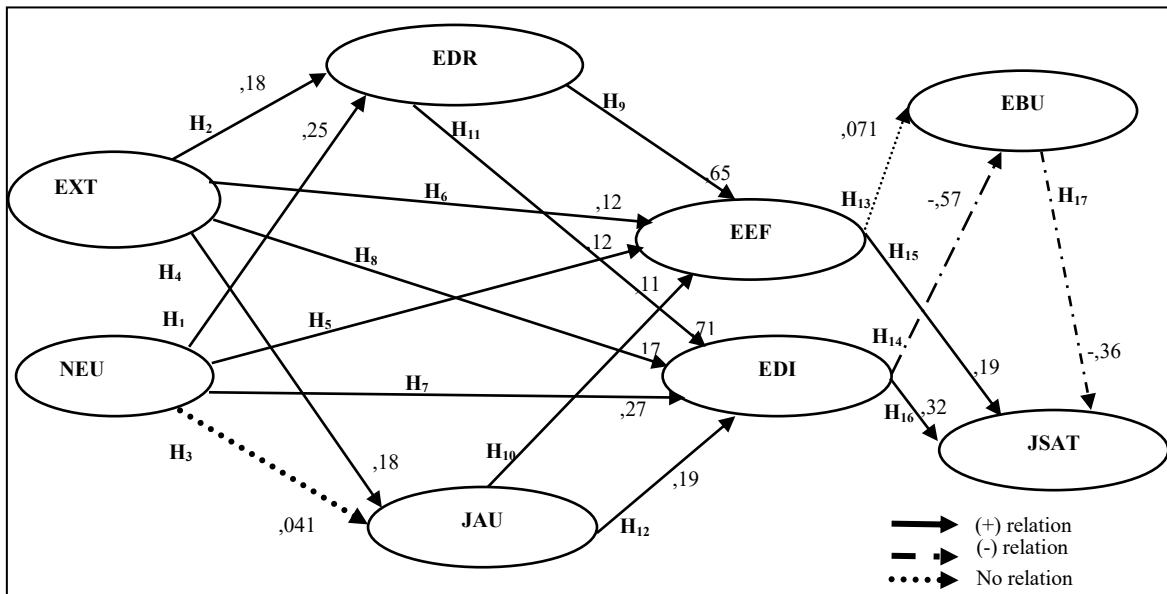 EDR
,18
H2
H9
EBU
H11
,25
,071
EXT
,65
H6
,12
H13
H17
-,57
EEF
,12
H8
H15
H4
,11
H1
H5
,71
H14
,17
-,36
NEU
EDI
,19
H7
,27
H16
,32
H3
H10
JSAT
,18
,19
JAU
,041
H12
(+) relation
(-) relation
No relation